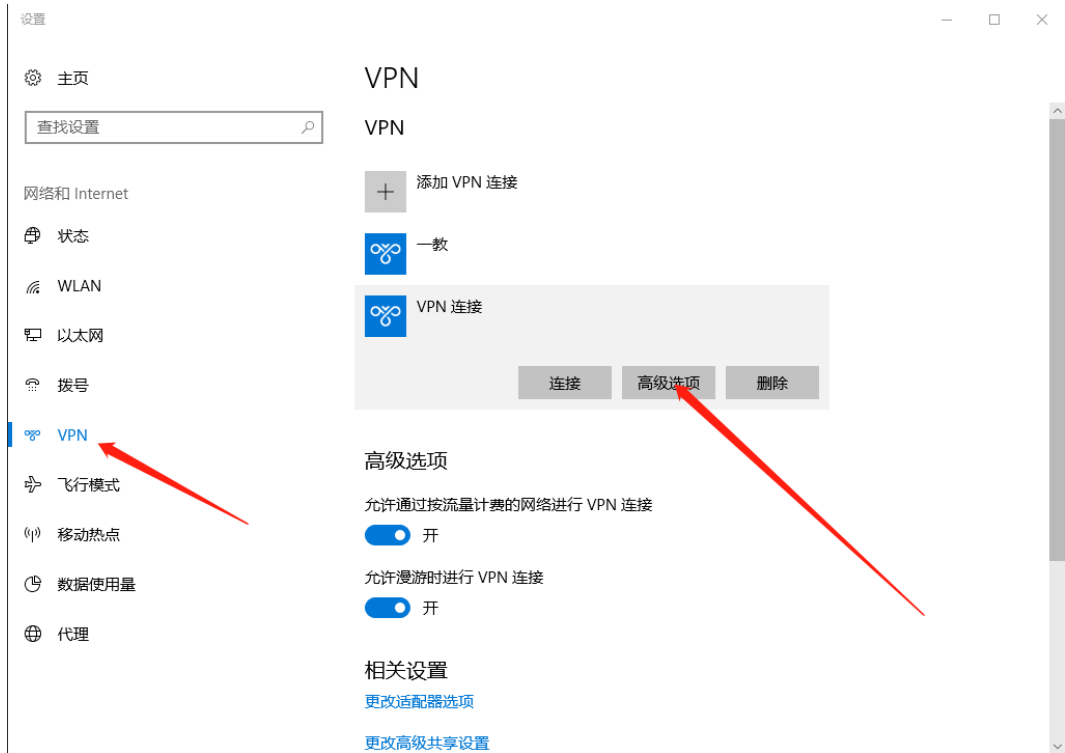 设置
主页
查找设置
网络和 Internet
状态
WLAN
以太网
拨号
VPN
飞行模式
移动热点
数据使用量
代理
VPN
VPN
添加 VPN 连接
一教
VPN 连接
连接 高级选项 删除
高级选项
允许通过按流量计费的网络进行 VPN 连接
开
允许漫游时进行 VPN 连接
开
相关设置
更改适配器选项
更改高级共享设置